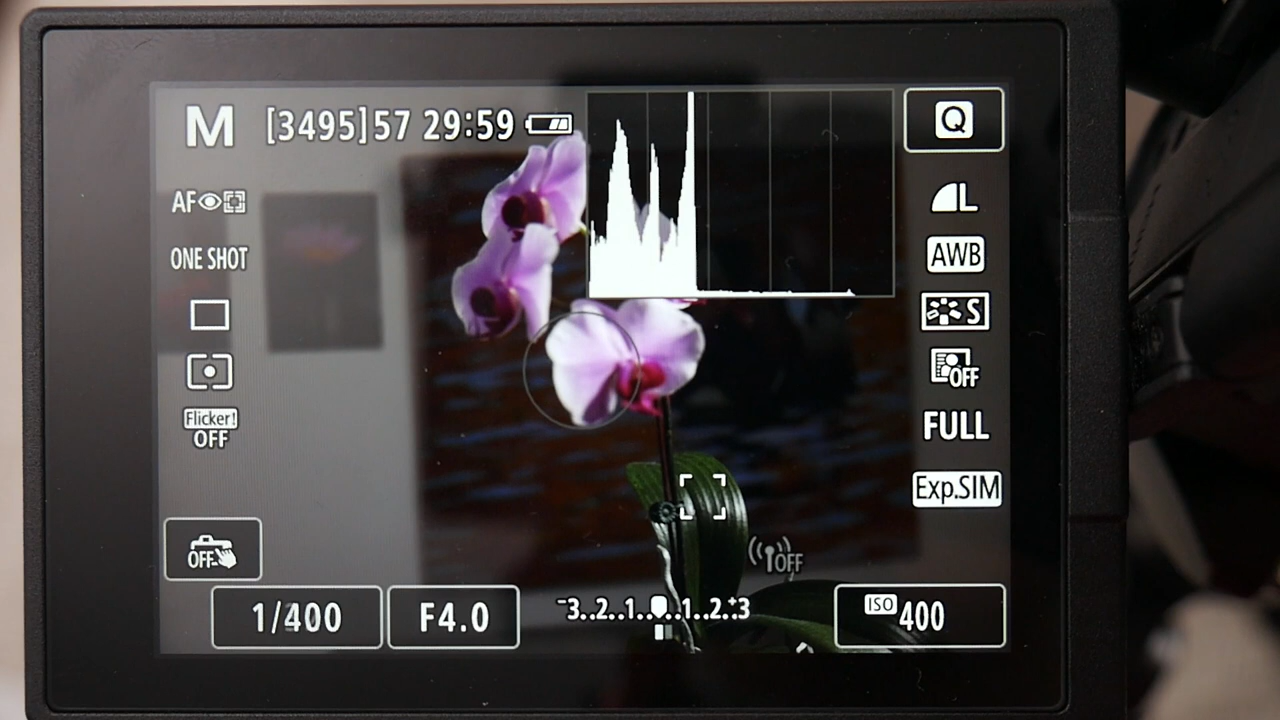 M [3495]57 29:59 Q
AF
L
ONE SHOT
AWB
S
OFF
Flicker!
OFF
FULL
Exp.SIM
OFF
OFF
1/400 F4.0 -3..2..1..0..1..2.+3 ISO 400